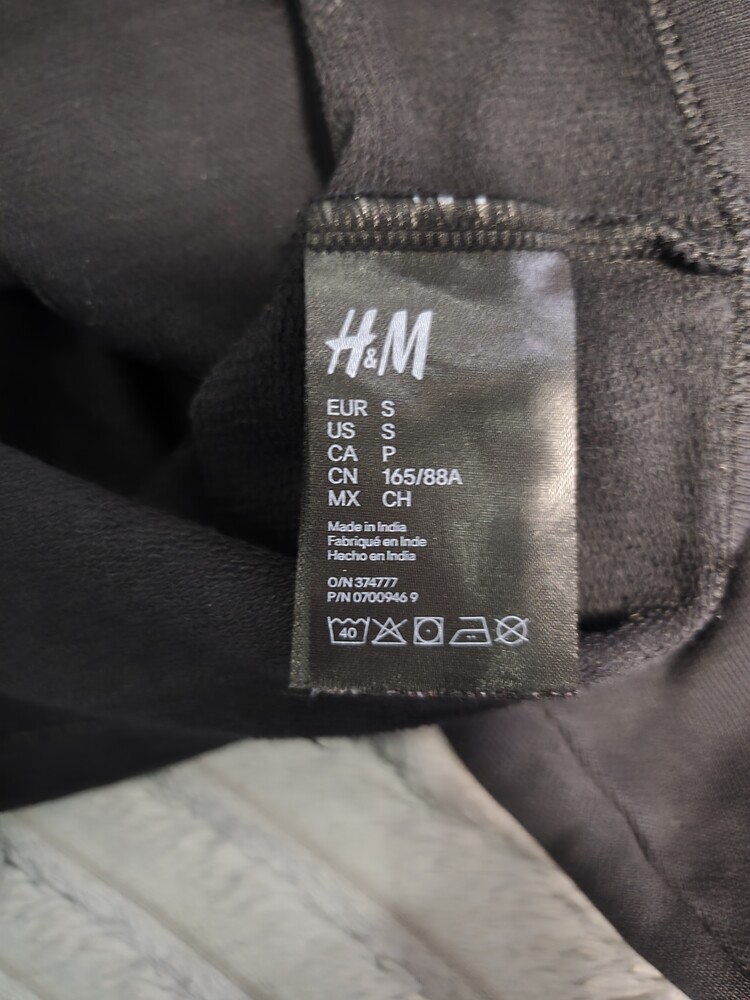 H&M
EUR S
US S
CA P
CN 165/88A
MX CH
Made in India
Fabriqué en Inde
Hecho en India
O/N 374777
P/N 0700946 9
40